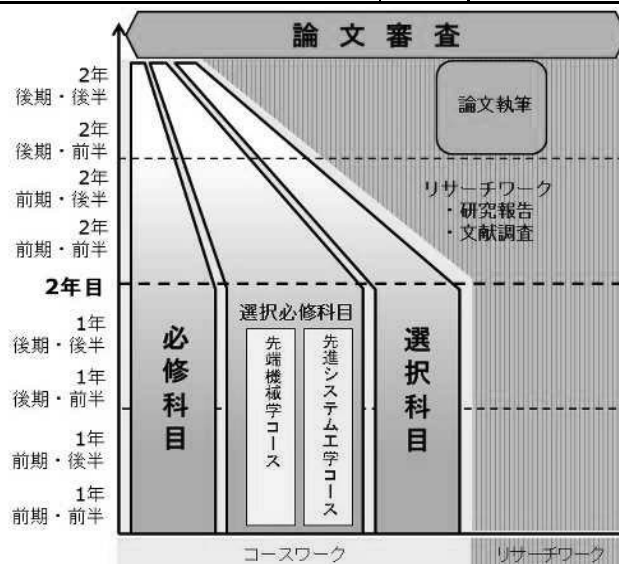 論文審査
2年
後期・後半
2年
後期・前半
2年
前期・後半
2年
前期・前半
2年目
1年
後期・後半
1年
後期・前半
1年
前期・後半
1年
前期・前半
論文執筆
リサーチワーク
・研究報告
・文献調査
必修科目
選択必修科目
先端機械学コース
先進システム工学コース
選択科目
コースワーク
リサーチワーク